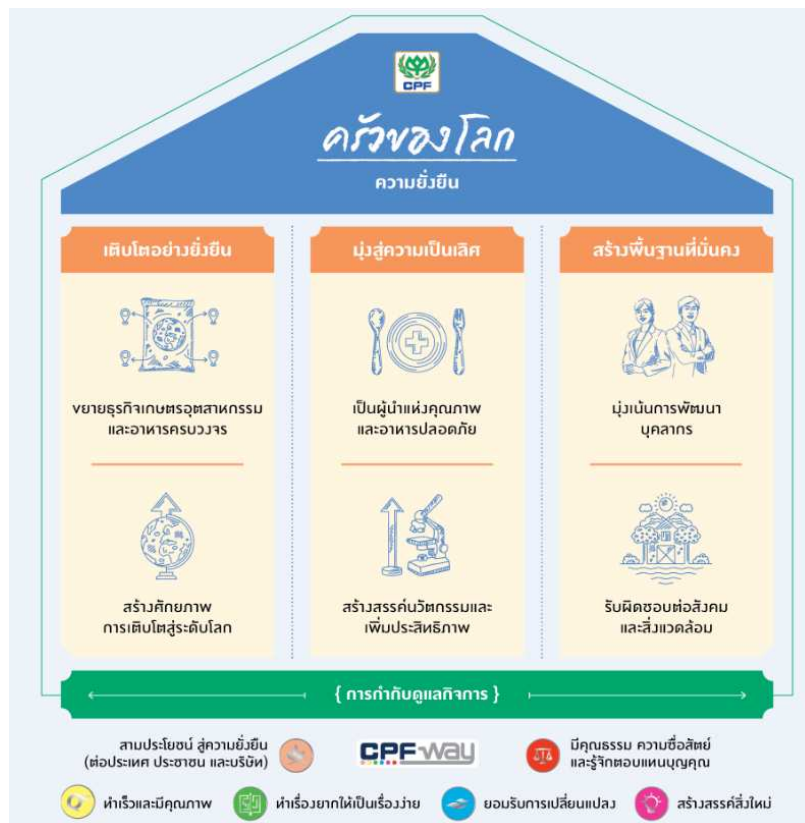 CPF
ครัวของโลก
ความยั่งยืน
เติบโตอย่างยั่งยืน
ขยายธุรกิจเกษตรอุตสาหกรรม
และอาหารครบวงจร
สร้างศักยภาพ
การเติบโตสู่ระดับโลก
มุ่งสู่ความเป็นเลิศ
เป็นผู้นำแห่งคุณภาพ
และอาหารปลอดภัย
สร้างสรรค์นวัตกรรมและ
เพิ่มประสิทธิภาพ
สร้างพื้นฐานที่มั่นคง
มุ่งเน้นการพัฒนา
บุคลากร
รับผิดชอบต่อสังคม
และสิ่งแวดล้อม
{ การกำกับดูแลกิจการ }
สามประโยชน์ สู่ความยั่งยืน
(ต่อประเทศ ประชาชน และบริษัท)
CPF way
มีคุณธรรม ความซื่อสัตย์
และรู้จักตอบแทนบุญคุณ
ทำเร็วและมีคุณภาพ
ทำเรื่องยากให้เป็นเรื่องง่าย
ยอมรับการเปลี่ยนแปลง
สร้างสรรค์สิ่งใหม่